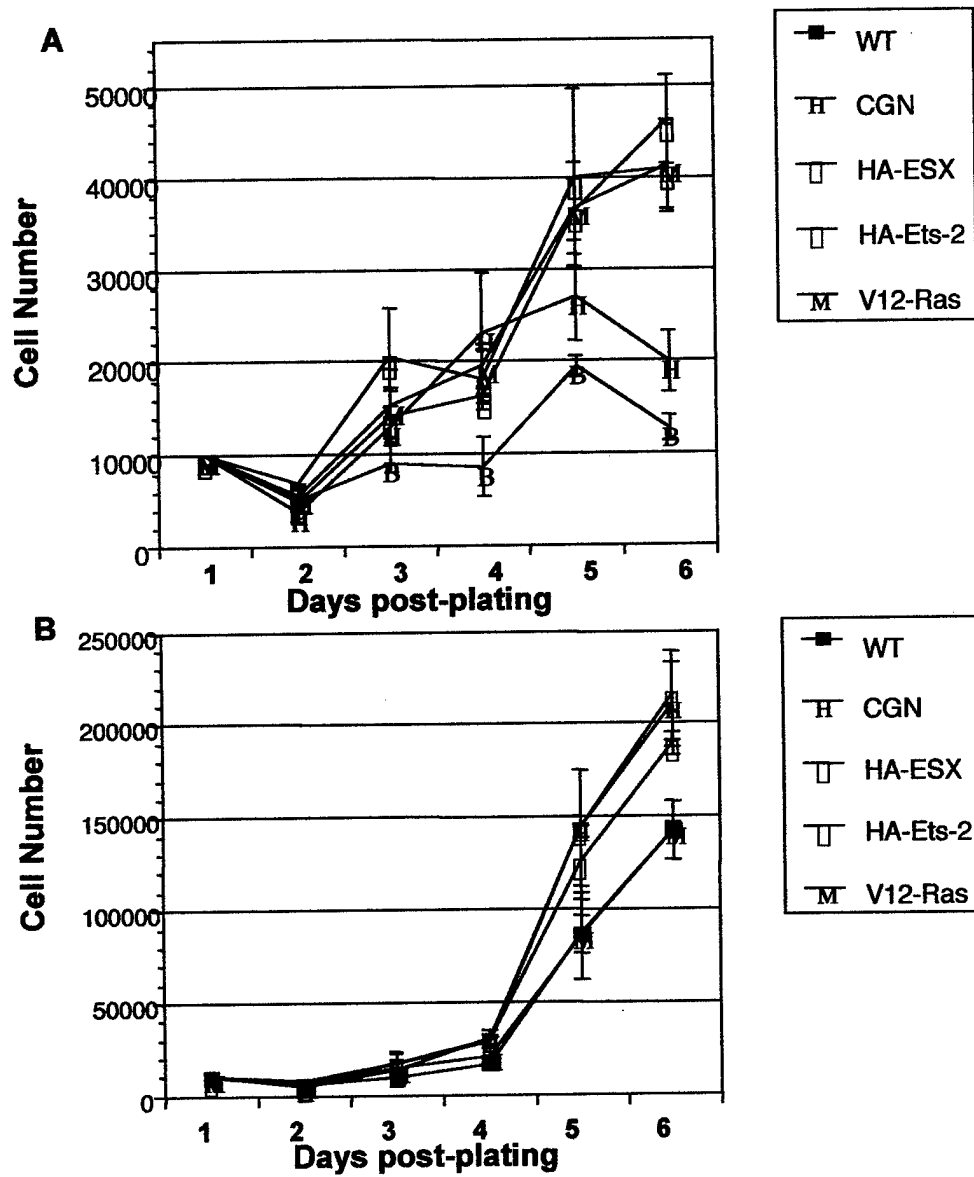 A
50000
40000
30000
20000
10000
0
Cell Number
1 2 3 4 5 6
Days post-plating
WT
H CGN
HA-ESX
HA-Ets-2
M V12-Ras
B
250000
200000
150000
100000
50000
0
Cell Number
1 2 3 4 5 6
Days post-plating
WT
H CGN
HA-ESX
HA-Ets-2
M V12-Ras